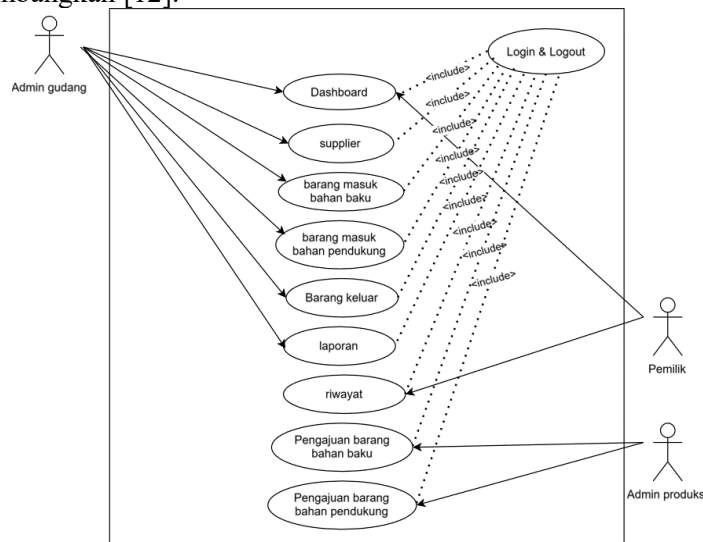 [12].
Admin gudang
Login & Logout
Dashboard
supplier
barang masuk
bahan baku
barang masuk
bahan pendukung
Barang keluar
laporan
riwayat
Pengajuan barang
bahan baku
Pengajuan barang
bahan pendukung
<include>
<include>
<include>
<include>
<include>
<include>
<include>
<include>
<include>
Pemilik
Admin produks